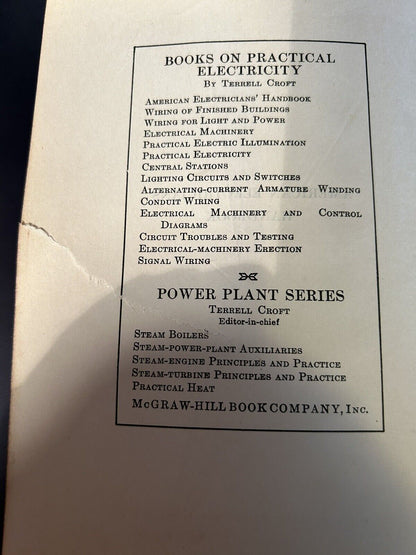 BOOKS ON PRACTICAL
ELECTRICITY
By Terrell Croft
American Electricians' Handbook
Wiring of Finished Buildings
Wiring for Light and Power
Electrical Machinery
Practical Electric Illumination
Practical Electricity
Central Stations
Lighting Circuits and Switches
Alternating-current Armature Winding
Conduit Wiring
Electrical Machinery and Control
Diagrams
Circuit Troubles and Testing
Electrical-machinery Erection
Signal Wiring
POWER PLANT SERIES
Terrell Croft
Editor-in-chief
Steam Boilers
Steam-power-plant Auxiliaries
Steam-engine Principles and Practice
Steam-turbine Principles and Practice
Practical Heat
McGRAW-HILL BOOK COMPANY, Inc.